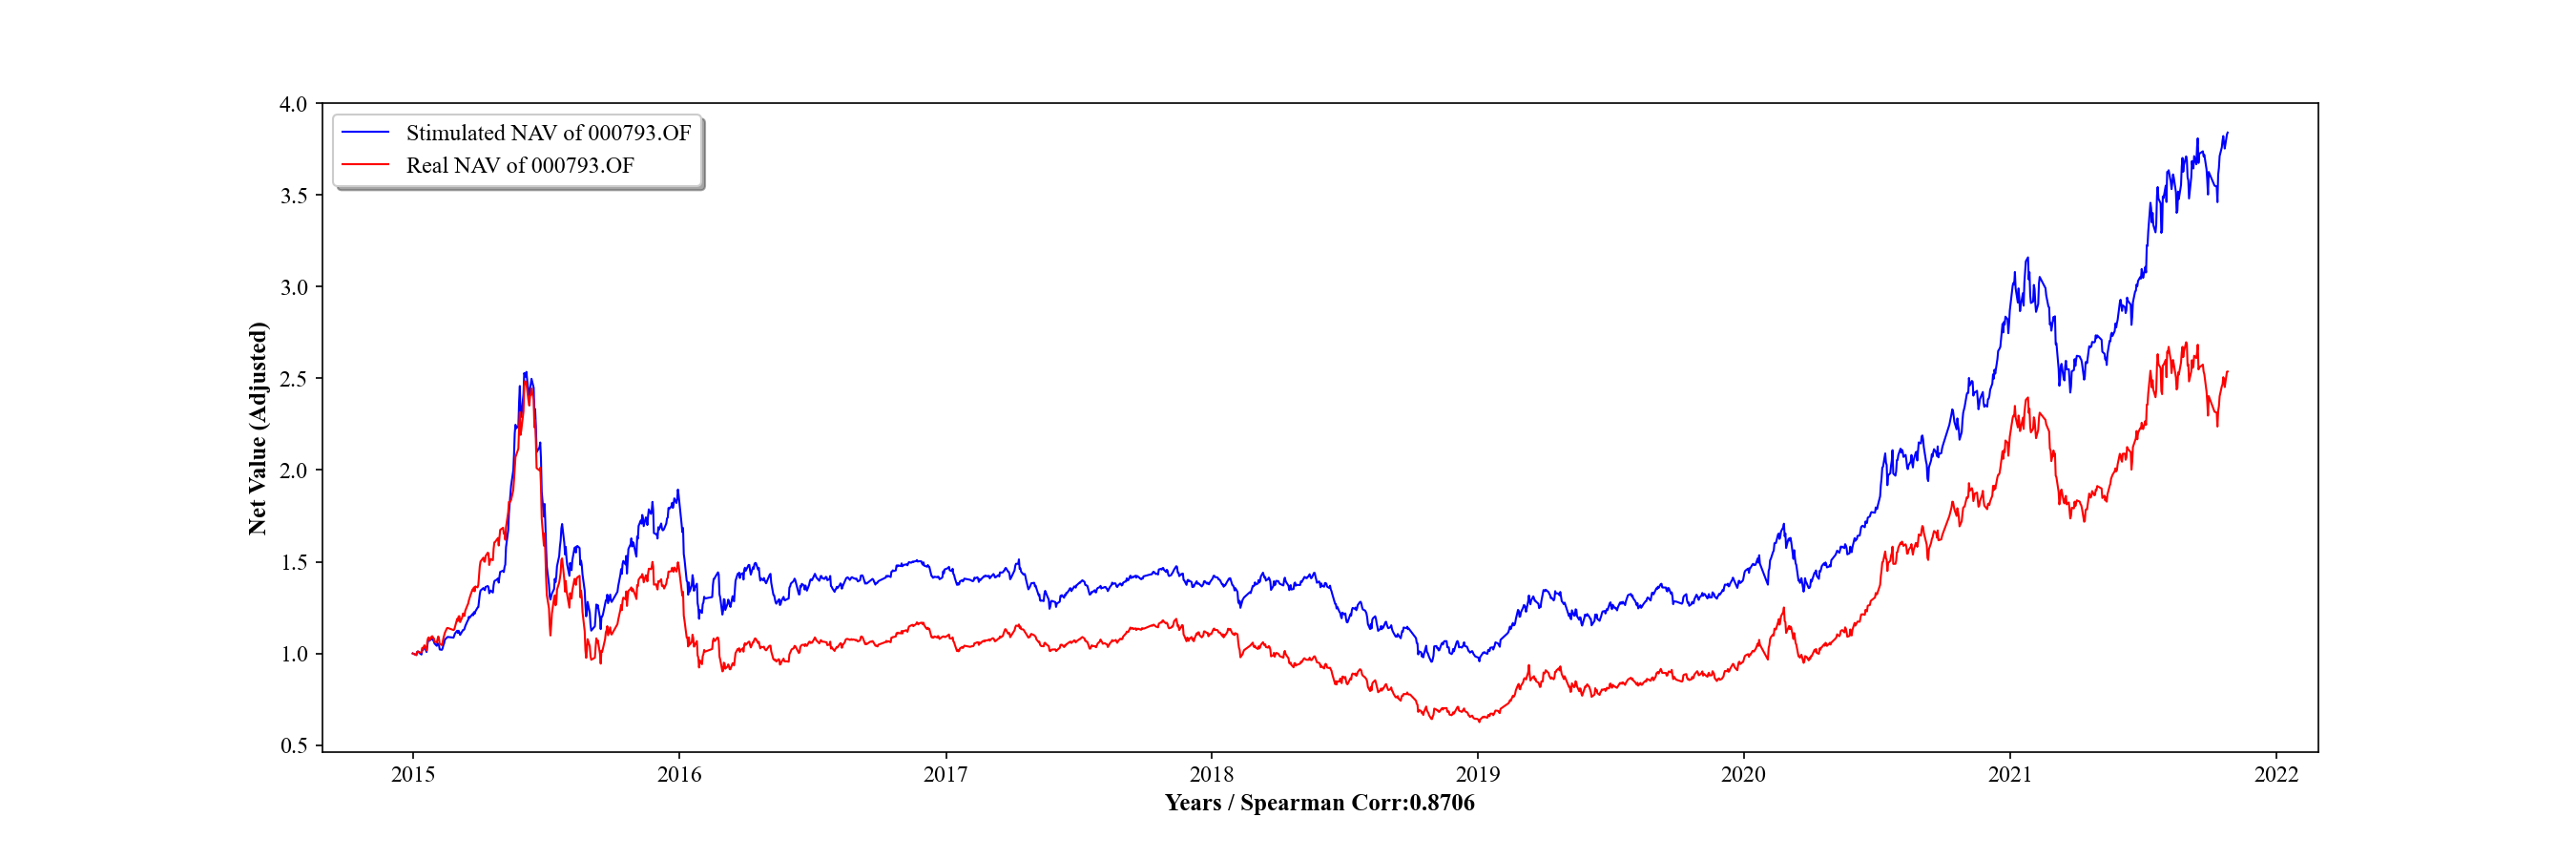 Stimulated NAV of 000793.OF
Real NAV of 000793.OF
4.0
3.5
3.0
2.5
2.0
1.5
1.0
0.5
Net Value (Adjusted)
2015 2016 2017 2018 2019 2020 2021 2022
Years / Spearman Corr:0.8706